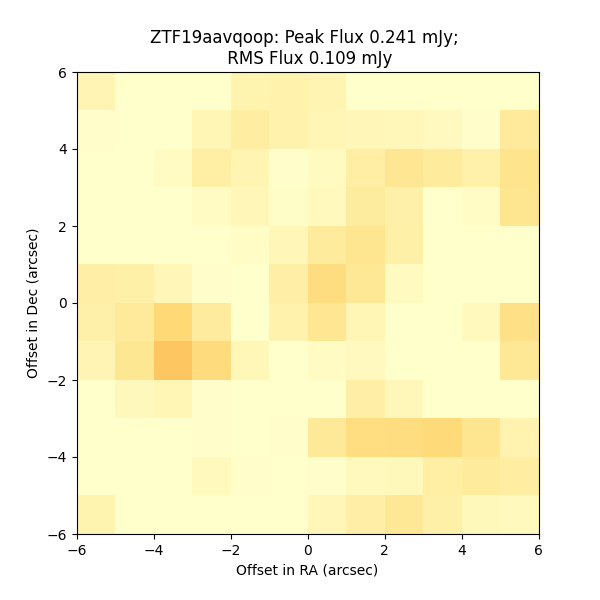 ZTF19aavqoop: Peak Flux 0.241 mJy;
RMS Flux 0.109 mJy
6
4
2
0
−2
−4
−6
Offset in Dec (arcsec)
−6 −4 −2 0 2 4 6
Offset in RA (arcsec)